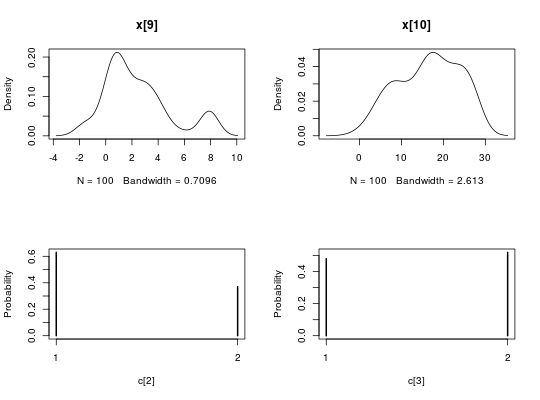 x[9]
Density
0.00 0.10 0.20
-4 -2 0 2 4 6 8 10
N = 100 Bandwidth = 0.7096
x[10]
Density
0.00 0.02 0.04
0 10 20 30
N = 100 Bandwidth = 2.613
Probability
0.0 0.2 0.4 0.6
1 2
c[2]
Probability
0.0 0.2 0.4
1 2
c[3]